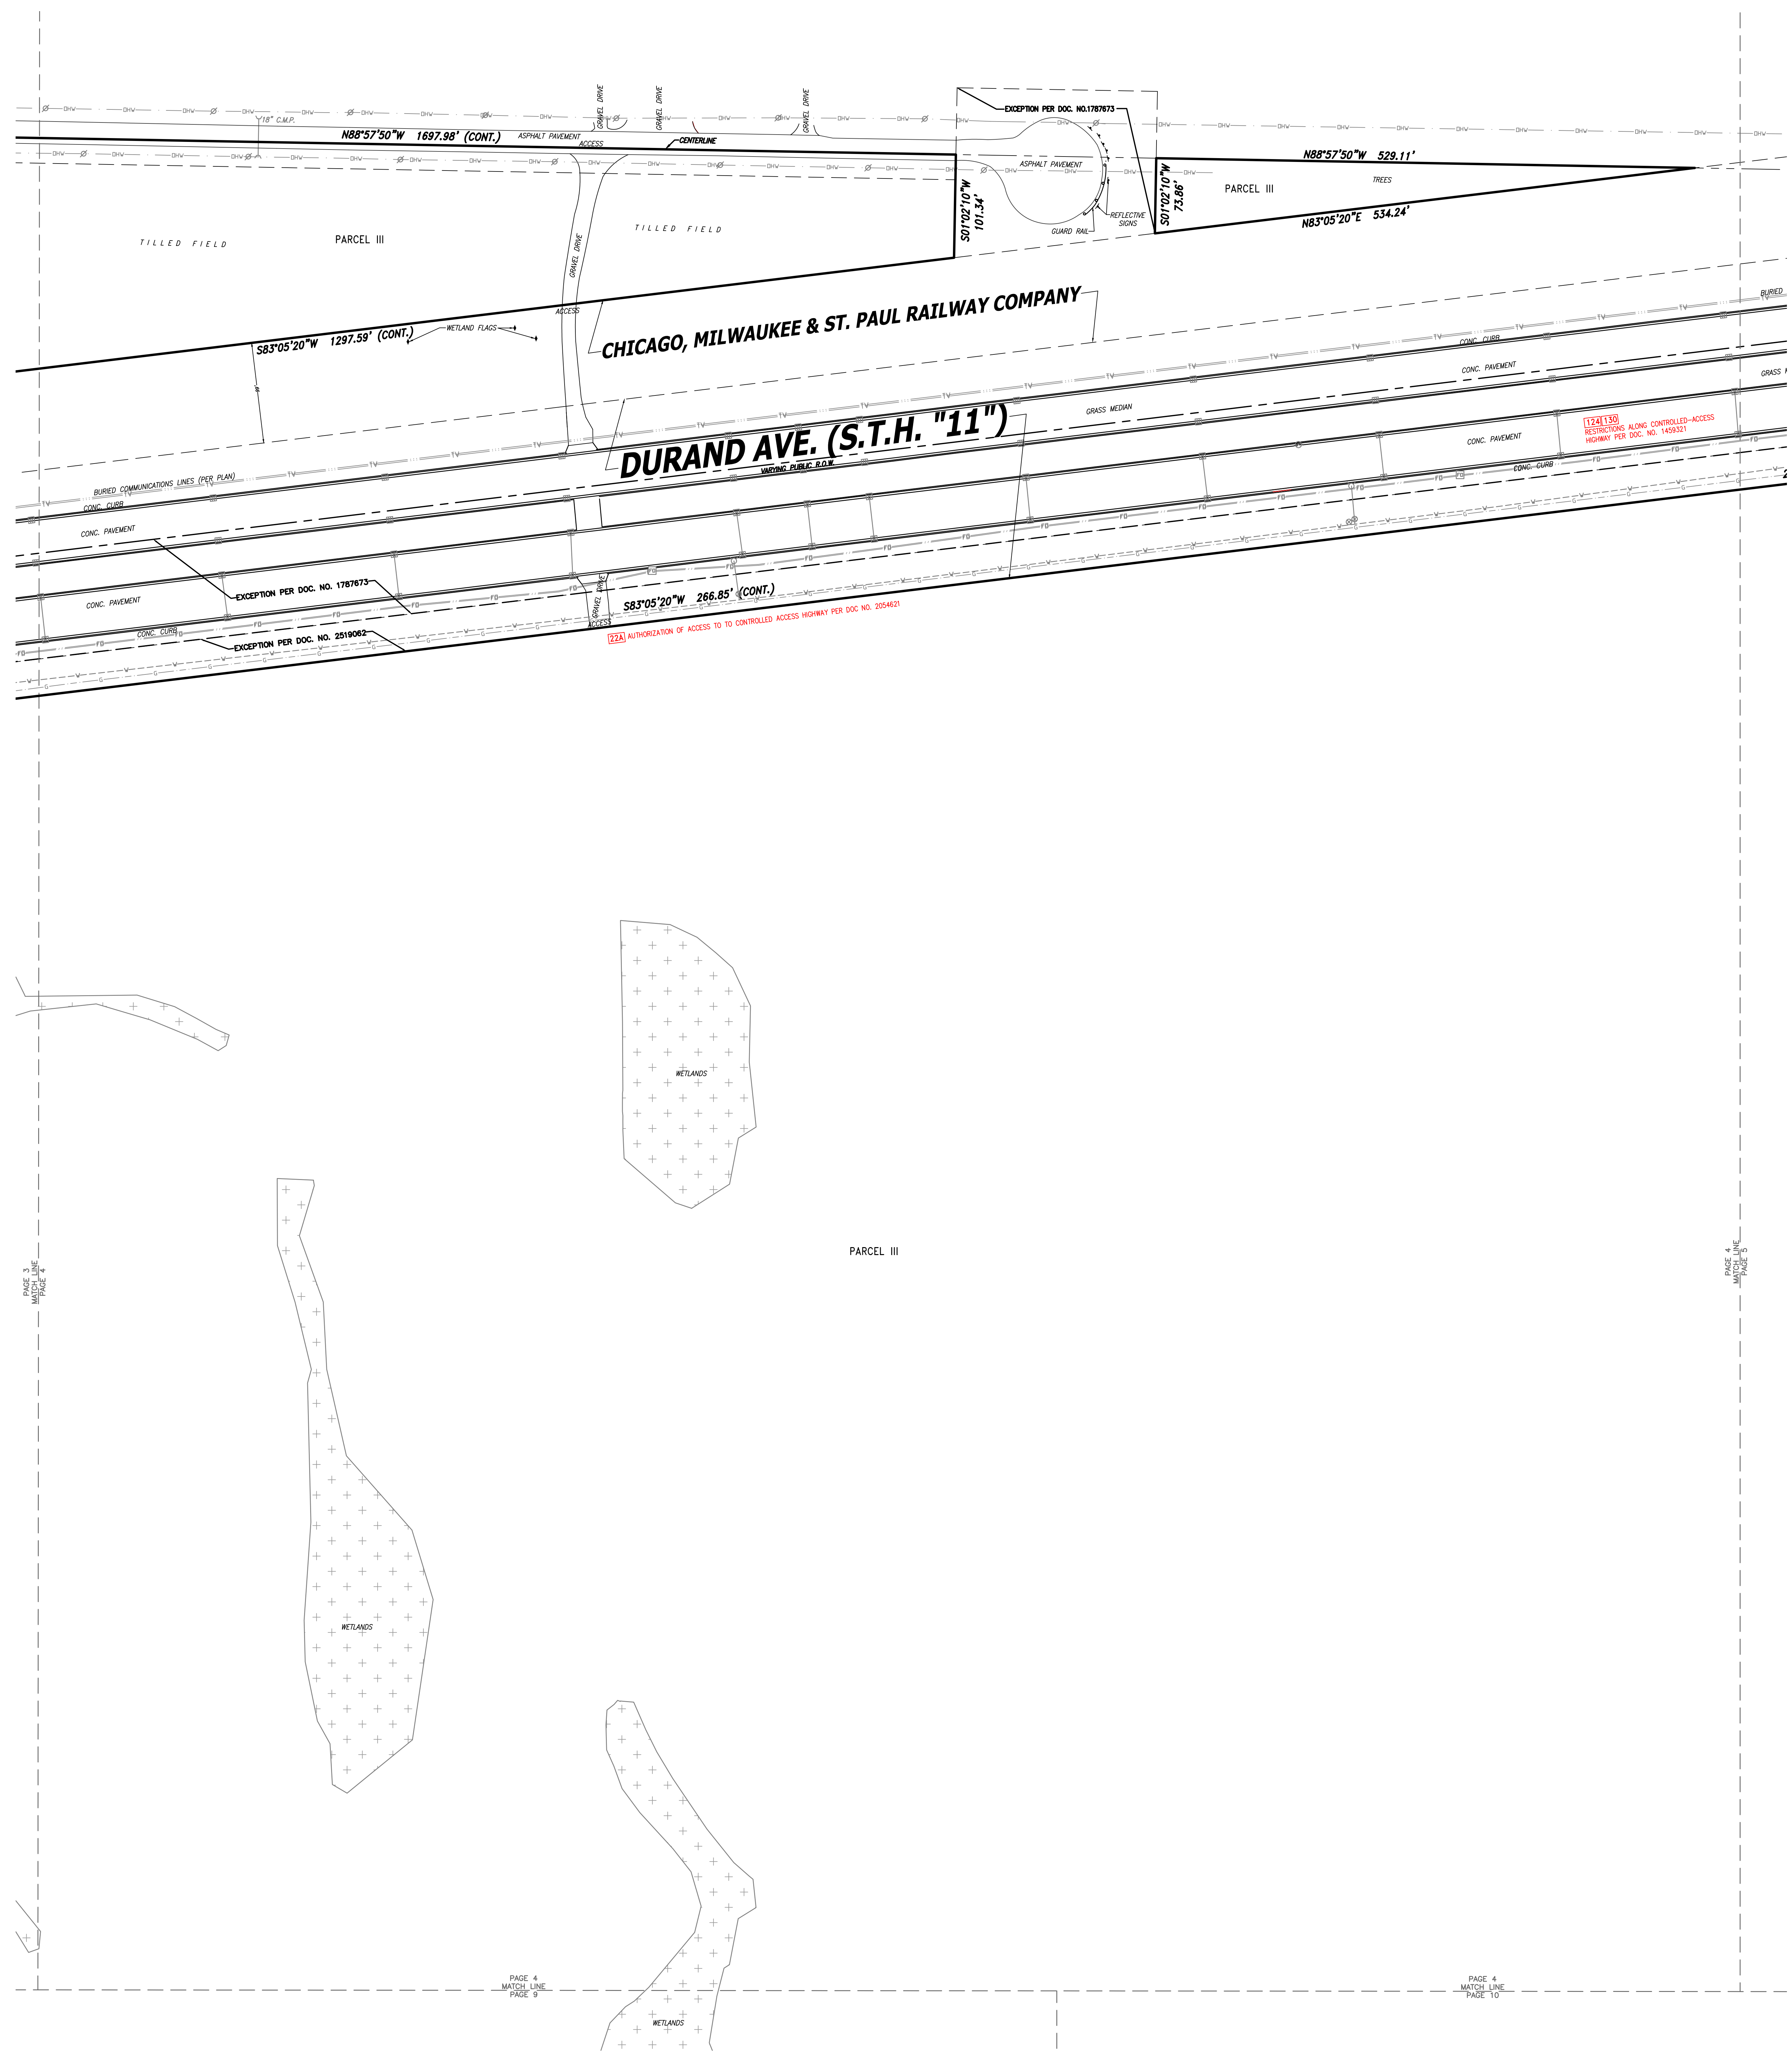 GRAVEL DRIVE
GRAVEL DRIVE
GRAVEL DRIVE
EXCEPTION PER DOC. NO.1787673
18" C.M.P.
N88°57'50"W 1697.98' (CONT.)
ASPHALT PAVEMENT
ACCESS
CENTERLINE
ASPHALT PAVEMENT
N88°57'50"W 529.11'
TREES
PARCEL III
S01°02'10"W
101.34'
S01°02'10"W
73.86'
REFLECTIVE
SIGNS
GUARD RAIL
N83°05'20"E 534.24'
TILLED FIELD
PARCEL III
TILLED FIELD
GRAVEL DRIVE
ACCESS
CHICAGO, MILWAUKEE & ST. PAUL RAILWAY COMPANY
S83°05'20"W 1297.59' (CONT.)
WETLAND FLAGS
BURIED
CONC. CURB
CONC. PAVEMENT
GRASS MEDIAN
DURAND AVE. (S.T.H. "11")
VARYING PUBLIC R.O.W.
124 130
RESTRICTIONS ALONG CONTROLLED-ACCESS
HIGHWAY PER DOC. NO. 1459321
CONC. PAVEMENT
CONC. CURB
BURIED COMMUNICATIONS LINES (PER PLAN)
CONC. CURB
CONC. PAVEMENT
EXCEPTION PER DOC. NO. 1787673
CONC. PAVEMENT
CONC. CURB
EXCEPTION PER DOC. NO. 2519062
GRAVEL DRIVE
ACCESS
S83°05'20"W 266.85' (CONT.)
22A AUTHORIZATION OF ACCESS TO TO CONTROLLED ACCESS HIGHWAY PER DOC NO. 2054621
WETLANDS
PARCEL III
PAGE 3
MATCH LINE
PAGE 4
PAGE 4
MATCH LINE
PAGE 5
WETLANDS
PAGE 4
MATCH LINE
PAGE 9
PAGE 4
MATCH LINE
PAGE 10
WETLANDS